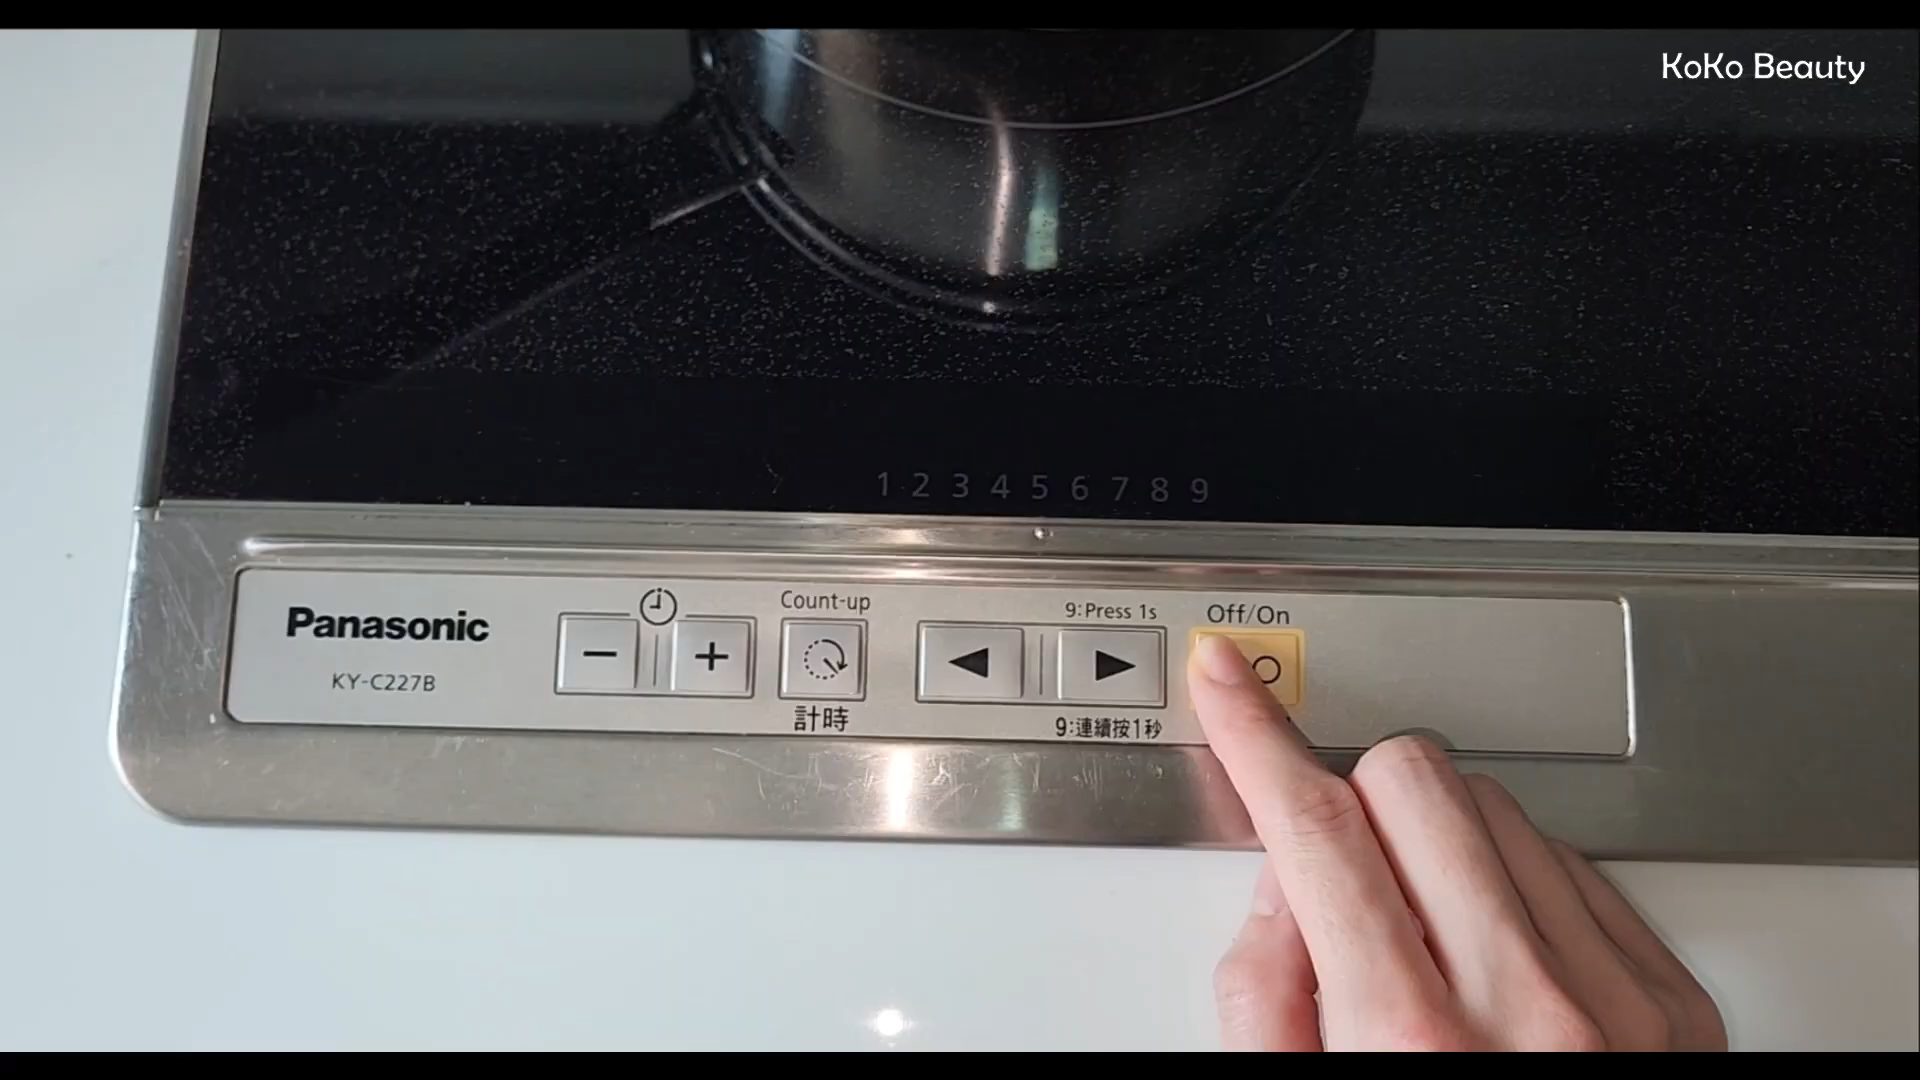 KoKo Beauty
1 2 3 4 5 6 7 8 9
Panasonic
KY-C227B
Count-up
計時
9:Press 1s
9:連續按1秒
Off/On